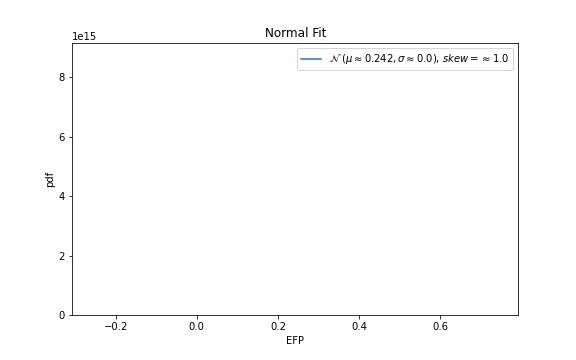 Normal Fit
1e15
𝒩 (μ ≈ 0.242, σ ≈ 0.0), skew = ≈ 1.0
8
6
pdf
4
2
0
−0.2 0.0 0.2 0.4 0.6
EFP